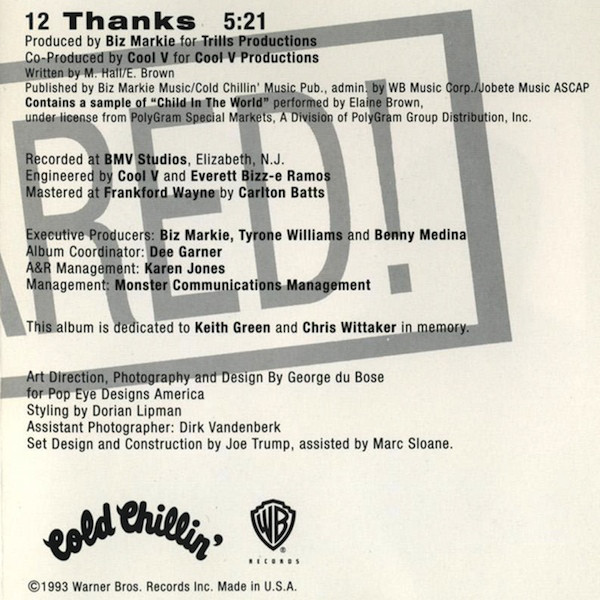 12 Thanks 5:21
Produced by Biz Markie for Trills Productions
Co-Produced by Cool V for Cool V Productions
Written by M. Hall/E. Brown
Published by Biz Markie Music/Cold Chillin' Music Pub., admin. by WB Music Corp./Jobete Music ASCAP
Contains a sample of "Child In The World" performed by Elaine Brown,
under license from PolyGram Special Markets, A Division of PolyGram Group Distribution, Inc.
Recorded at BMV Studios, Elizabeth, N.J.
Engineered by Cool V and Everett Bizz-e Ramos
Mastered at Frankford Wayne by Carlton Batts
ARED!
Executive Producers: Biz Markie, Tyrone Williams and Benny Medina
Album Coordinator: Dee Garner
A&R Management: Karen Jones
Management: Monster Communications Management
This album is dedicated to Keith Green and Chris Wittaker in memory.
Art Direction, Photography and Design By George du Bose
for Pop Eye Designs America
Styling by Dorian Lipman
Assistant Photographer: Dirk Vandenberk
Set Design and Construction by Joe Trump, assisted by Marc Sloane.
Cold Chillin'
WB
®
RECORDS
©1993 Warner Bros. Records Inc. Made in U.S.A.